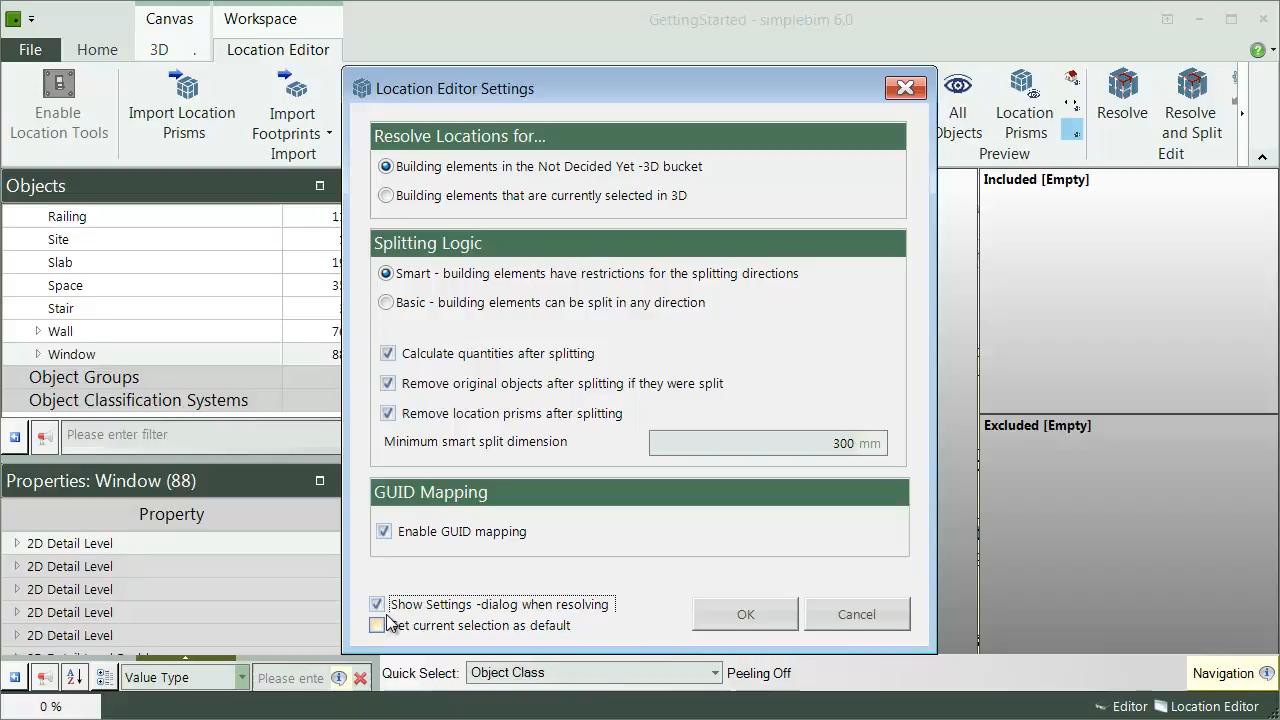 Canvas
Workspace
GettingStarted - simplebim 6.0
File
Home
3D
Location Editor
Enable
Location Tools
Import Location
Prisms
Import
Footprints
Import
All
Objects
Location
Prisms
Preview
Resolve
Resolve
and Split
Edit
Location Editor Settings
Resolve Locations for...
Building elements in the Not Decided Yet -3D bucket
Building elements that are currently selected in 3D
Splitting Logic
Smart - building elements have restrictions for the splitting directions
Basic - building elements can be split in any direction
Calculate quantities after splitting
Remove original objects after splitting if they were split
Remove location prisms after splitting
Minimum smart split dimension
300 mm
GUID Mapping
Enable GUID mapping
Show Settings -dialog when resolving
Set current selection as default
OK
Cancel
Objects
Railing
Site
Slab
Space
Stair
Wall
Window
Object Groups
Object Classification Systems
Please enter filter
Properties: Window (88)
Property
2D Detail Level
2D Detail Level
2D Detail Level
2D Detail Level
2D Detail Level
Value Type
Please ente
Quick Select:
Object Class
Peeling Off
Included [Empty]
Excluded [Empty]
Navigation
0 %
Editor
Location Editor